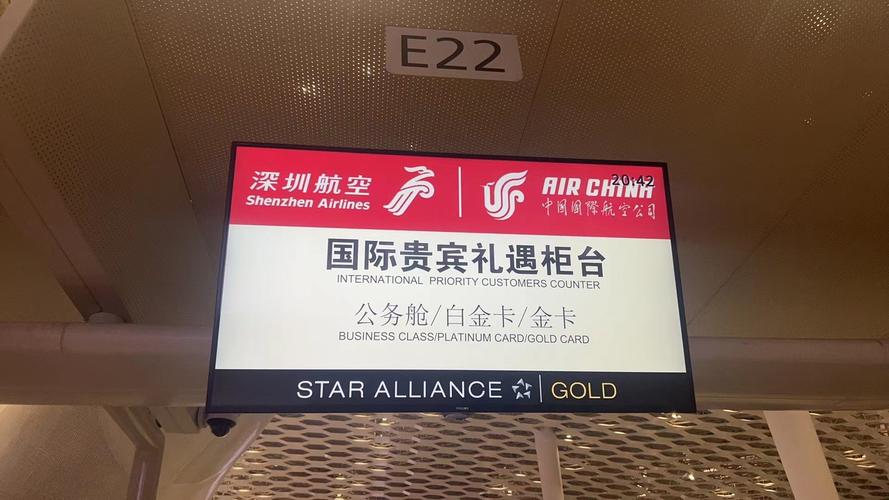 E22
深圳航空
Shenzhen Airlines
AIR CHINA
20:42
中国国際航空公司
国际贵宾礼遇柜台
INTERNATIONAL PRIORITY CUSTOMERS COUNTER
公务舱/白金卡/金卡
BUSINESS CLASS/PLATINUM CARD/GOLD CARD
STAR ALLIANCE GOLD